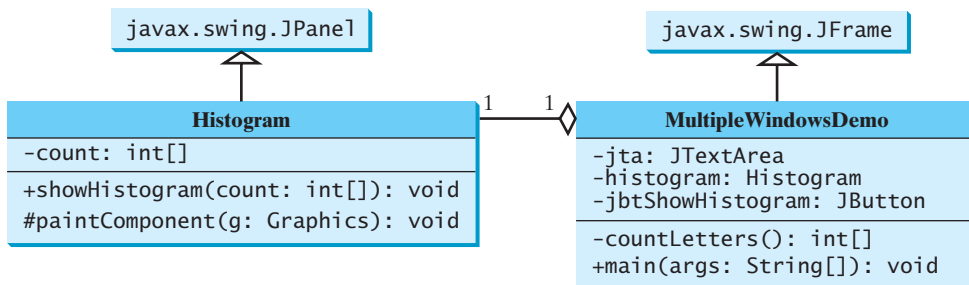 javax.swing.JPanel
javax.swing.JFrame
Histogram
-count: int[]
+showHistogram(count: int[]): void
#paintComponent(g: Graphics): void
1
1
MultipleWindowsDemo
-jta: JTextArea
-histogram: Histogram
-jbtShowHistogram: JButton
-countLetters(): int[]
+main(args: String[]): void